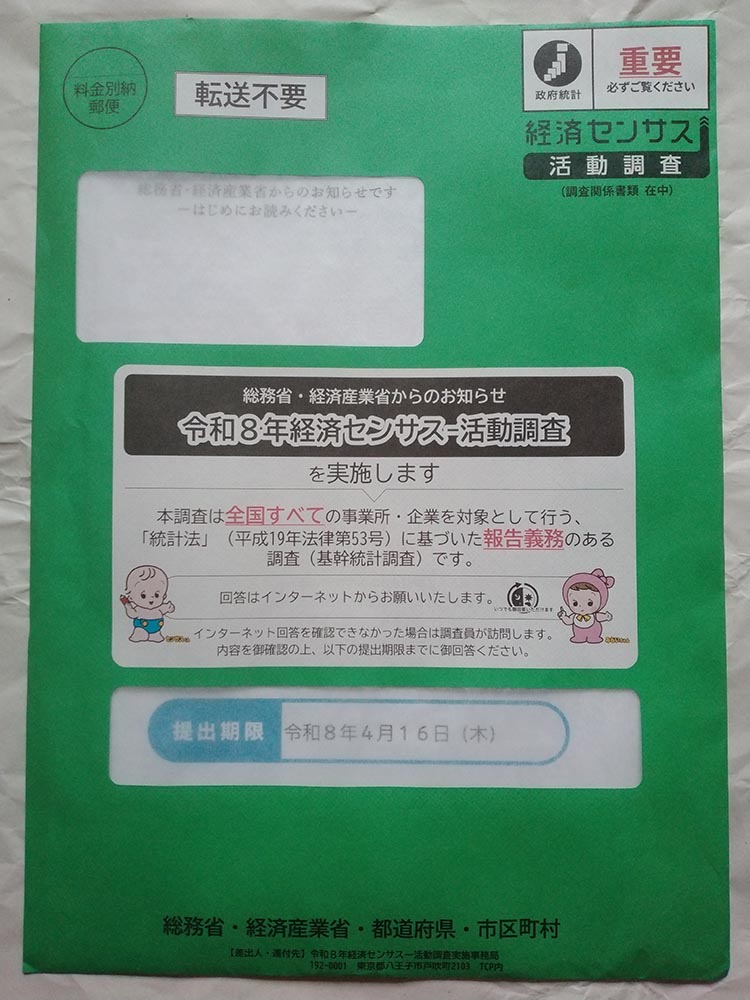 料金別納
郵便
転送不要
政府統計
重要
必ずご覧ください
経済センサス
活動調査
(調査関係書類 在中)
総務省・経済産業省からのお知らせです
ーはじめにお読みくださいー
総務省・経済産業省からのお知らせ
令和8年経済センサス-活動調査
を実施します
本調査は全国すべての事業所・企業を対象として行う、
「統計法」(平成19年法律第53号)に基づいた報告義務のある
調査(基幹統計調査)です。
回答はインターネットからお願いいたします。
インターネット回答を確認できなかった場合は調査員が訪問します。
内容を御確認の上、以下の提出期限までに御回答ください。
提出期限 令和8年4月16日(木)
総務省・経済産業省・都道府県・市区町村
【差出人・還付先】令和8年経済センサスー活動調査実施事務局
192-0001 東京都八王子市戸吹町2103 TCP内